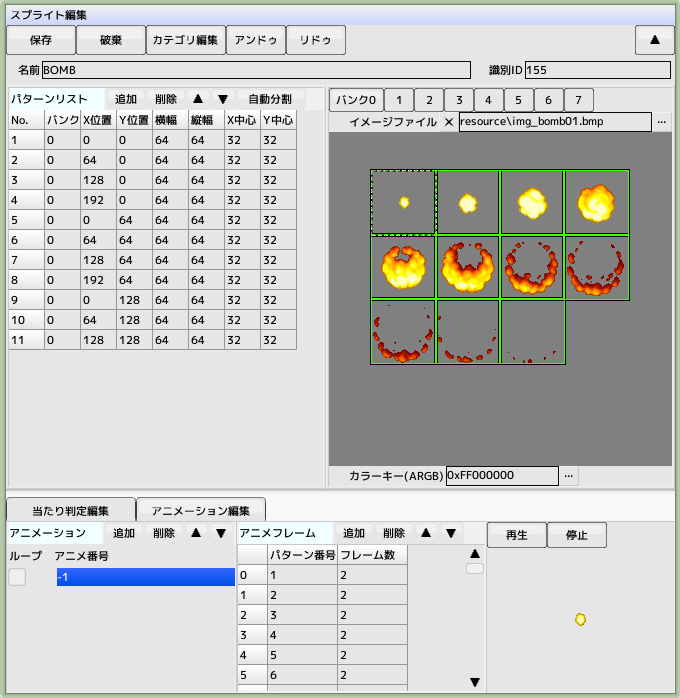 スプライト編集
保存 破棄 カテゴリ編集 アンドゥ リドゥ ▲
名前 BOMB 識別ID 155
パターンリスト 追加 削除 ▲ ▼ 自動分割
No. バンク X位置 Y位置 横幅 縦幅 X中心 Y中心
1 0 0 0 64 64 32 32
2 0 64 0 64 64 32 32
3 0 128 0 64 64 32 32
4 0 192 0 64 64 32 32
5 0 0 64 64 64 32 32
6 0 64 64 64 64 32 32
7 0 128 64 64 64 32 32
8 0 192 64 64 64 32 32
9 0 0 128 64 64 32 32
10 0 64 128 64 64 32 32
11 0 128 128 64 64 32 32
バンク0 1 2 3 4 5 6 7
イメージファイル × resource\img_bomb01.bmp ...
カラーキー(ARGB) 0xFF000000 ...
当たり判定編集 アニメーション編集
アニメーション 追加 削除 ▲ ▼
ループ アニメ番号
-1
アニメフレーム 追加 削除 ▲ ▼
パターン番号 フレーム数
0 1 2
1 2 2
2 3 2
3 4 2
4 5 2
5 6 2
再生 停止